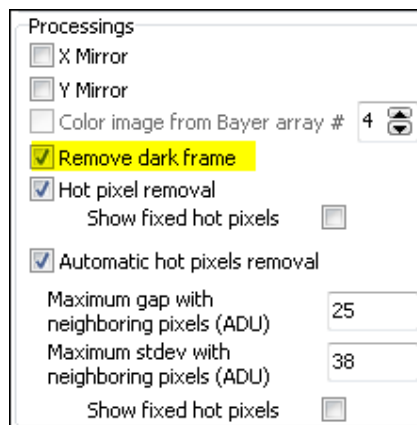 Processings
X Mirror
Y Mirror
Color image from Bayer array # 4
Remove dark frame
Hot pixel removal
Show fixed hot pixels
Automatic hot pixels removal
Maximum gap with
neighboring pixels (ADU) 25
Maximum stdev with
neighboring pixels (ADU) 38
Show fixed hot pixels